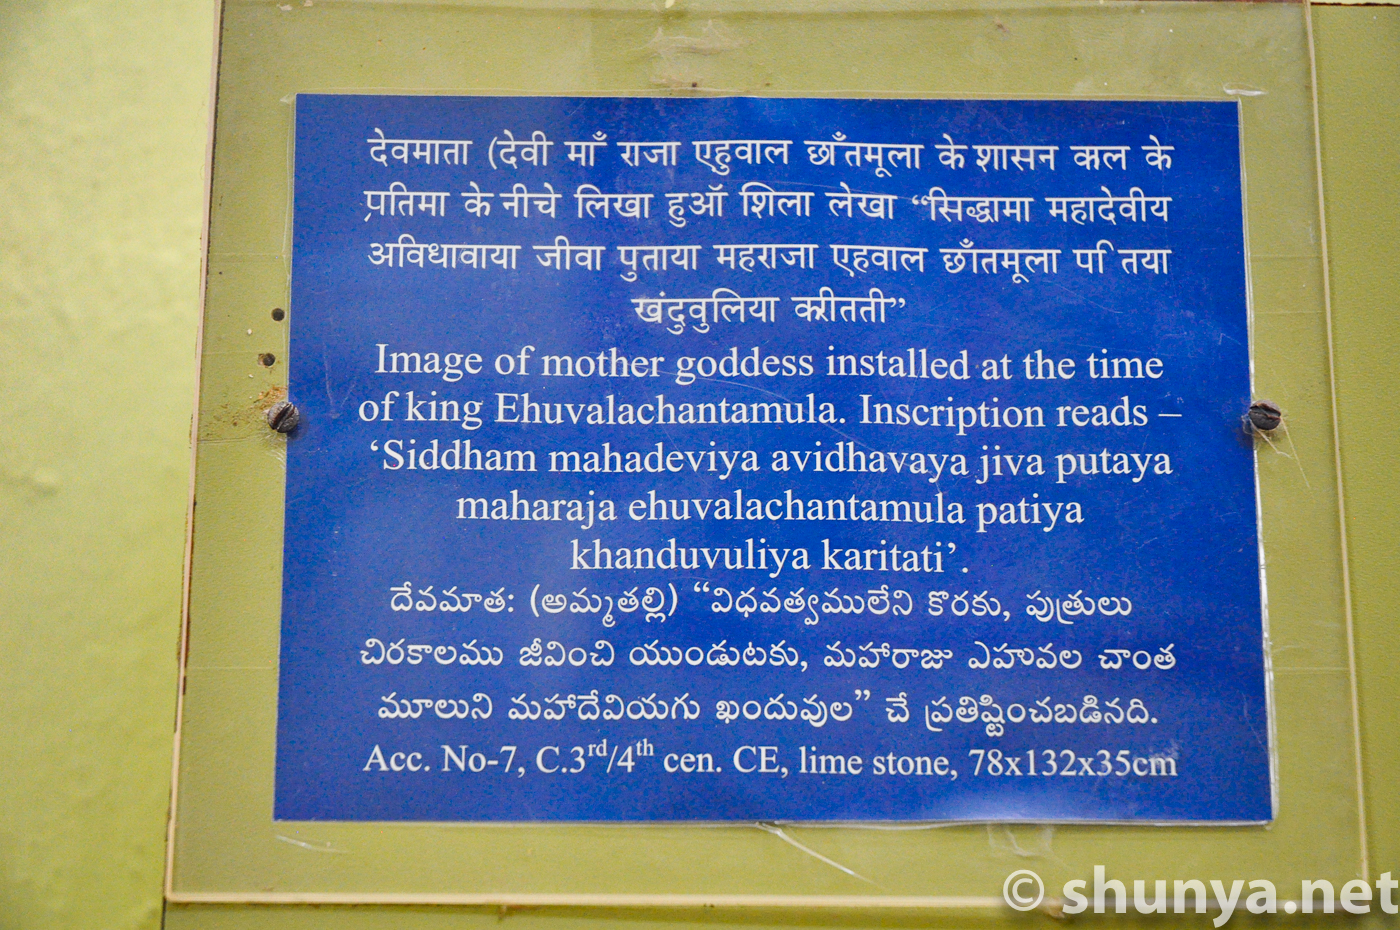 देवमाता (देवी माँ राजा एहुवाल छाँतमूला के शासन काल के
प्रतिमा के नीचे लिखा हुऑ शिला लेखा “सिद्धामा महादेवीय
अविधावाया जीवा पुताया महराजा एहवाल छाँतमूला पति तया
खंदुवुलिया करीतती”
Image of mother goddess installed at the time
of king Ehuvalachantamula. Inscription reads –
‘Siddham mahadeviya avidhavaya jiva putaya
maharaja ehuvalachantamula patiya
khanduvuliya karitati’.
దేవమాత: (అమ్మతల్లి) “విధవత్వములేని కొరకు, పుత్రులు
చిరకాలము జీవించి యుండుటకు, మహారాజు ఎహువల చాంత
మూలుని మహాదేవియగు ఖందువుల” చే ప్రతిష్టించబడినది.
Acc. No-7, C.3rd/4th cen. CE, lime stone, 78x132x35cm
© shunya.net